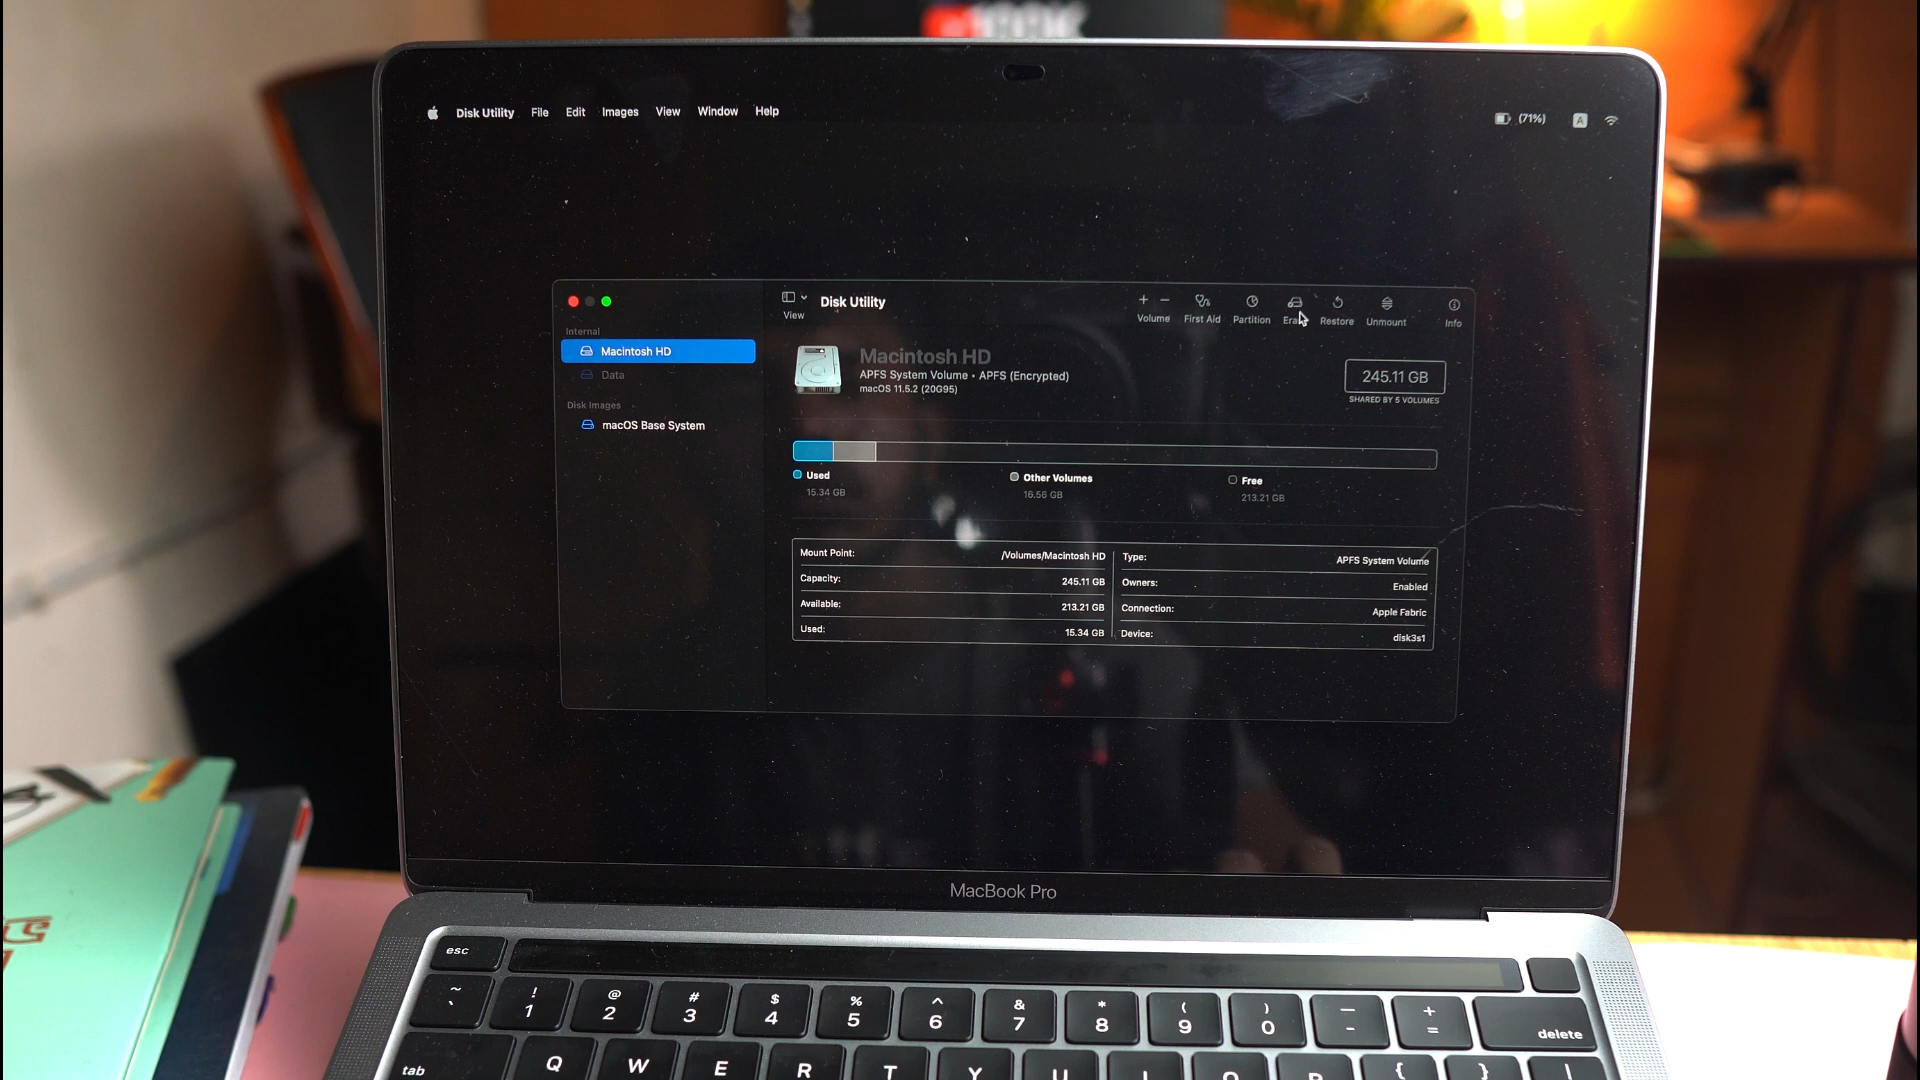 Disk Utility File Edit Images View Window Help
(71%) A
Disk Utility
View
Volume First Aid Partition Restore Unmount Info
Internal
Macintosh HD
Data
Disk Images
macOS Base System
Macintosh HD
APFS System Volume • APFS (Encrypted)
macOS 11.5.2 (20G95)
245.11 GB
SHARED BY 5 VOLUMES
Used
15.34 GB
Other Volumes
16.56 GB
Free
213.21 GB
Mount Point: /Volumes/Macintosh HD
Capacity: 245.11 GB
Available: 213.21 GB
Used: 15.34 GB
Type: APFS System Volume
Owners: Enabled
Connection: Apple Fabric
Device: disk3s1
MacBook Pro
esc
~ ! @ # $ % ^ & * ( ) — +
` 1 2 3 4 5 6 7 8 9 0 - = delete
tab Q W E R T Y U I O P { }